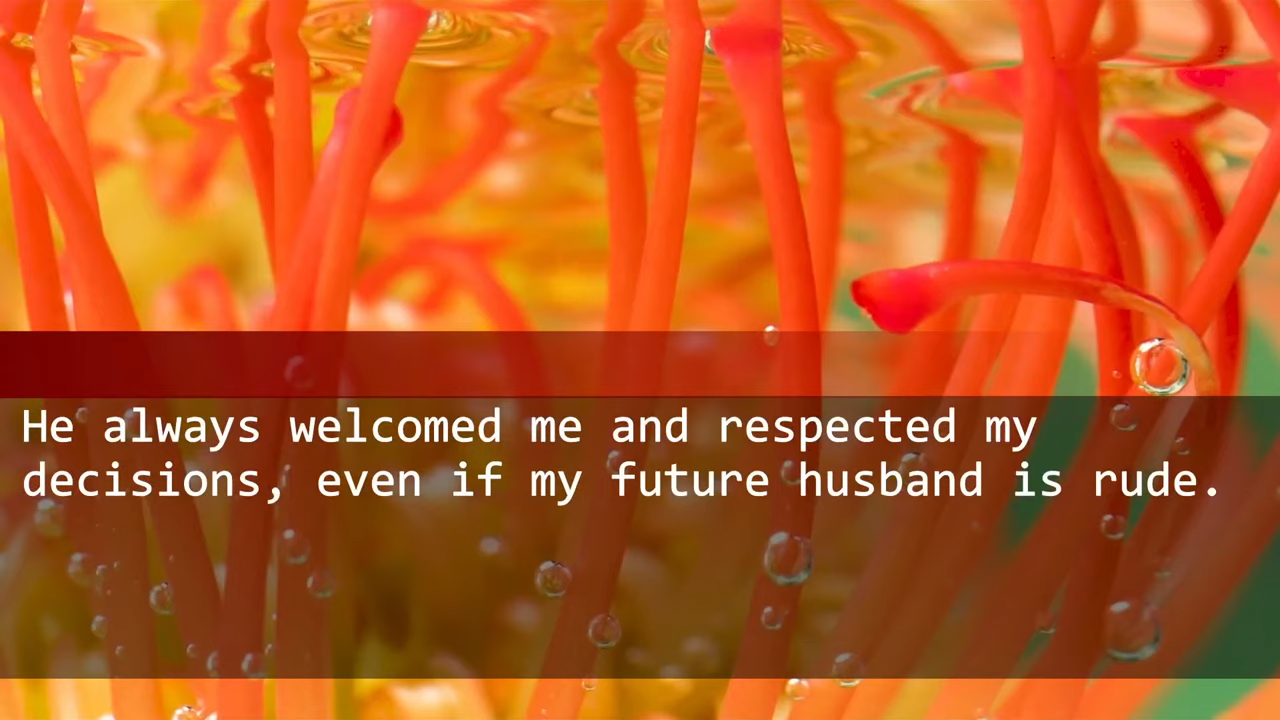 He always welcomed me and respected my
decisions, even if my future husband is rude.